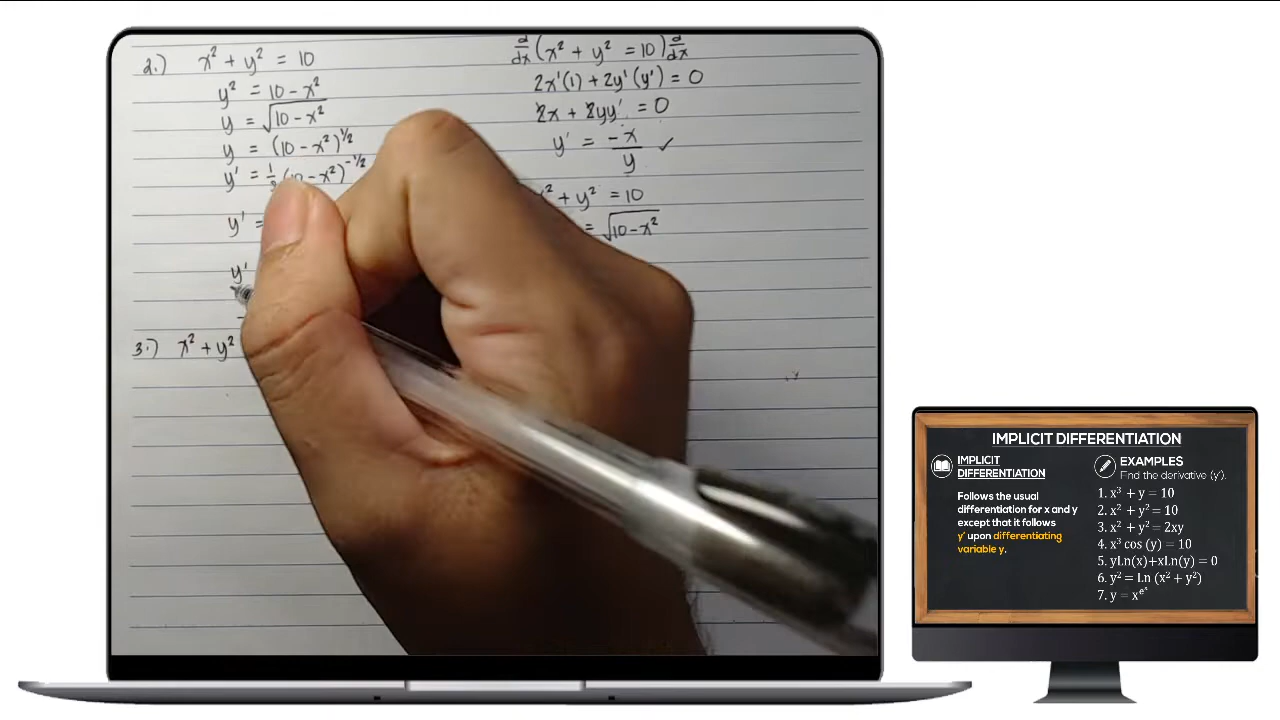 2.) x² + y² = 10
y² = 10 - x²
y = √(10 - x²)
y = (10 - x²)^½
y' = ½(10 - x²)^-½
y' =
y'
3.) x² + y²
d/dx (x² + y² = 10) d/dx
2x'(1) + 2y'(y') = 0
2x + 2yy' = 0
y' = -x/y ✓
x² + y² = 10
= √(10-x²)
IMPLICIT DIFFERENTIATION
IMPLICIT
DIFFERENTIATION
Follows the usual
differentiation for x and y
except that it follows
y' upon differentiating
variable y.
EXAMPLES
Find the derivative (y').
1. x³ + y = 10
2. x² + y² = 10
3. x² + y² = 2xy
4. x³ cos (y) = 10
5. yLn(x)+xLn(y) = 0
6. y² = Ln (x² + y²)
7. y = x^e^x